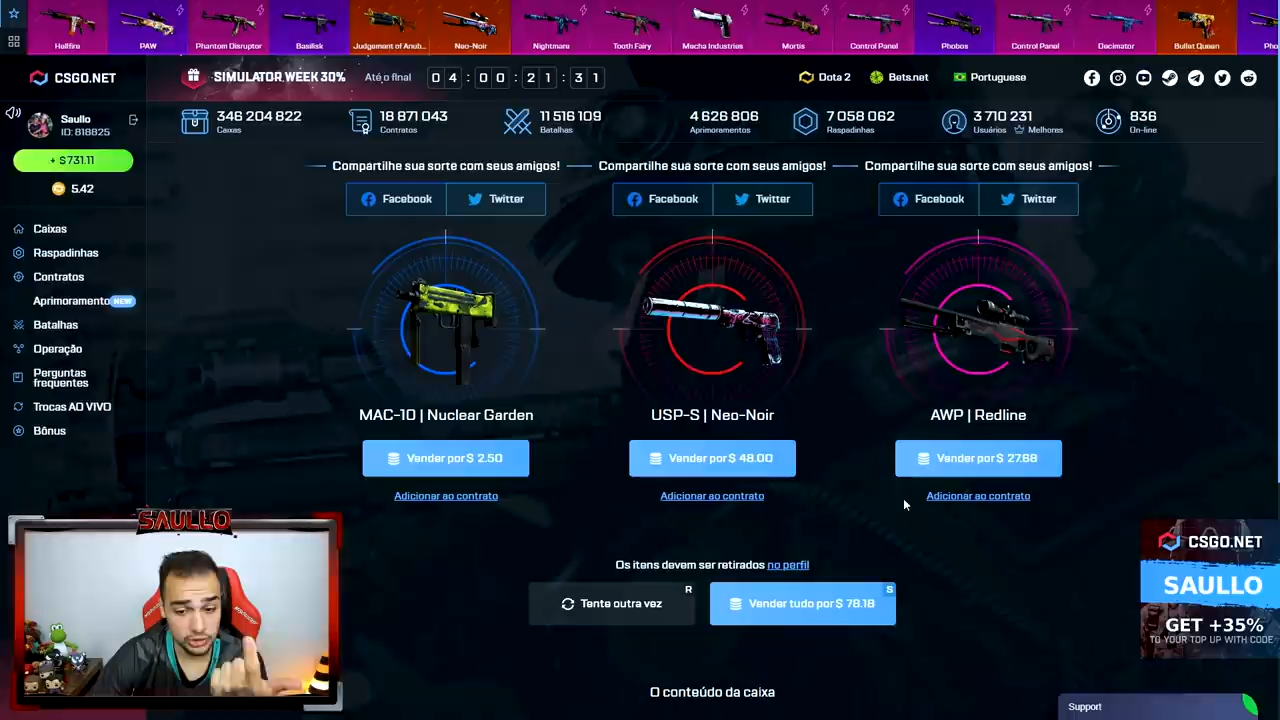 Hellfire
PAW
Phantom Disruptor
Basilisk
Judgement of Anub...
Neo-Noir
Nightmare
Tooth Fairy
Mecha Industries
Mortis
Control Panel
Phobos
Control Panel
Decimator
Bullet Queen
Pho
CSGO.NET
SIMULATOR WEEK 30%
Até o final
04:00:21:31
Dota 2
Bets.net
Portuguese
Saullo
ID: 818825
+ $731.11
5.42
346 204 822
Caixas
18 871 043
Contratos
11 516 109
Batalhas
4 626 806
Aprimoramentos
7 058 062
Raspadinhas
3 710 231
Usuários
Melhores
836
On-line
Caixas
Raspadinhas
Contratos
Aprimoramento NEW
Batalhas
Operação
Perguntas
frequentes
Trocas AO VIVO
Bônus
Compartilhe sua sorte com seus amigos!
Facebook
Twitter
MAC-10 | Nuclear Garden
Vender por $ 2.50
Adicionar ao contrato
Compartilhe sua sorte com seus amigos!
Facebook
Twitter
USP-S | Neo-Noir
Vender por $ 48.00
Adicionar ao contrato
Compartilhe sua sorte com seus amigos!
Facebook
Twitter
AWP | Redline
Vender por $ 27.68
Adicionar ao contrato
Os itens devem ser retirados no perfil
Tente outra vez
R
Vender tudo por $ 78.18
S
O conteúdo da caixa
SAULLO
CSGO.NET
SAULLO
GET +35%
TO YOUR TOP UP WITH CODE
Support